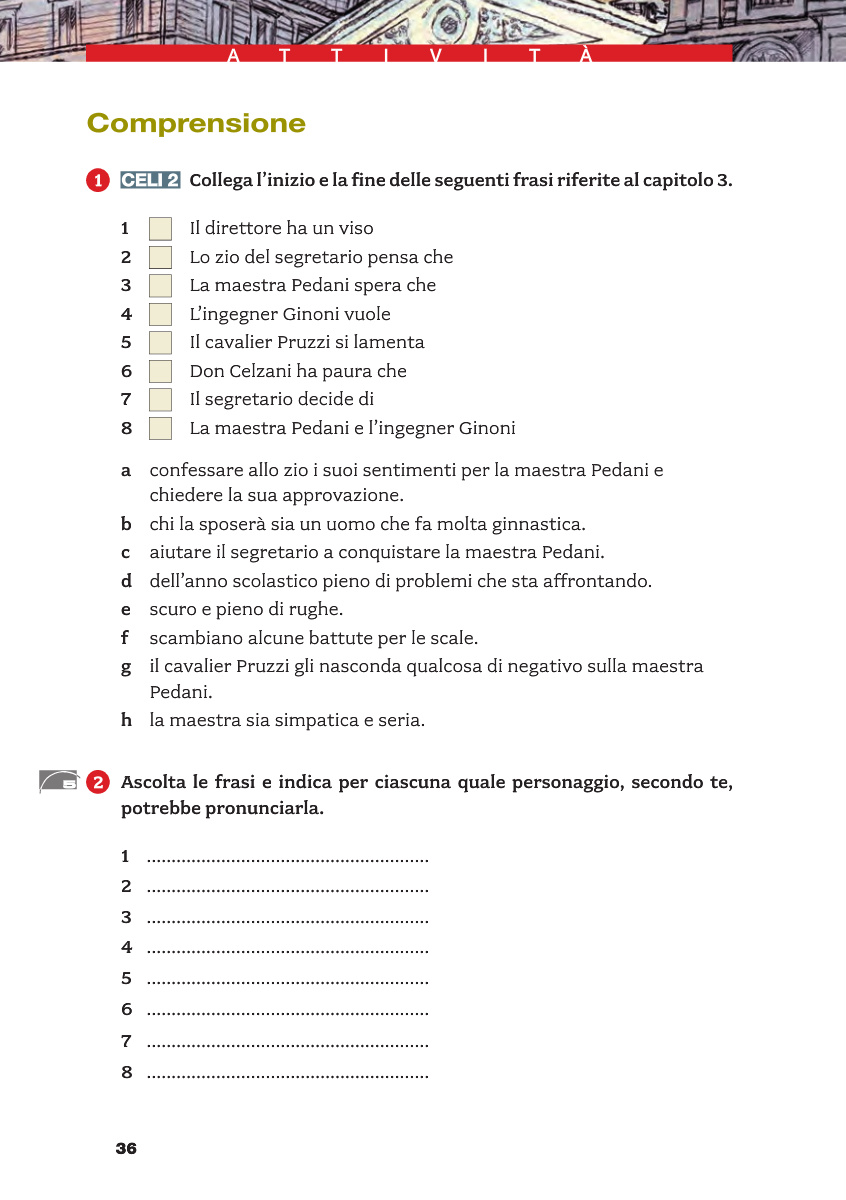 ATTIVITÀ
Comprensione
1 CELI 2 Collega l’inizio e la fine delle seguenti frasi riferite al capitolo 3.
1 Il direttore ha un viso
2 Lo zio del segretario pensa che
3 La maestra Pedani spera che
4 L’ingegner Ginoni vuole
5 Il cavalier Pruzzi si lamenta
6 Don Celzani ha paura che
7 Il segretario decide di
8 La maestra Pedani e l’ingegner Ginoni
a confessare allo zio i suoi sentimenti per la maestra Pedani e
chiedere la sua approvazione.
b chi la sposerà sia un uomo che fa molta ginnastica.
c aiutare il segretario a conquistare la maestra Pedani.
d dell’anno scolastico pieno di problemi che sta affrontando.
e scuro e pieno di rughe.
f scambiano alcune battute per le scale.
g il cavalier Pruzzi gli nasconda qualcosa di negativo sulla maestra
Pedani.
h la maestra sia simpatica e seria.
5 2 Ascolta le frasi e indica per ciascuna quale personaggio, secondo te,
potrebbe pronunciarla.
1 .........................................................
2 .........................................................
3 .........................................................
4 .........................................................
5 .........................................................
6 .........................................................
7 .........................................................
8 .........................................................
36